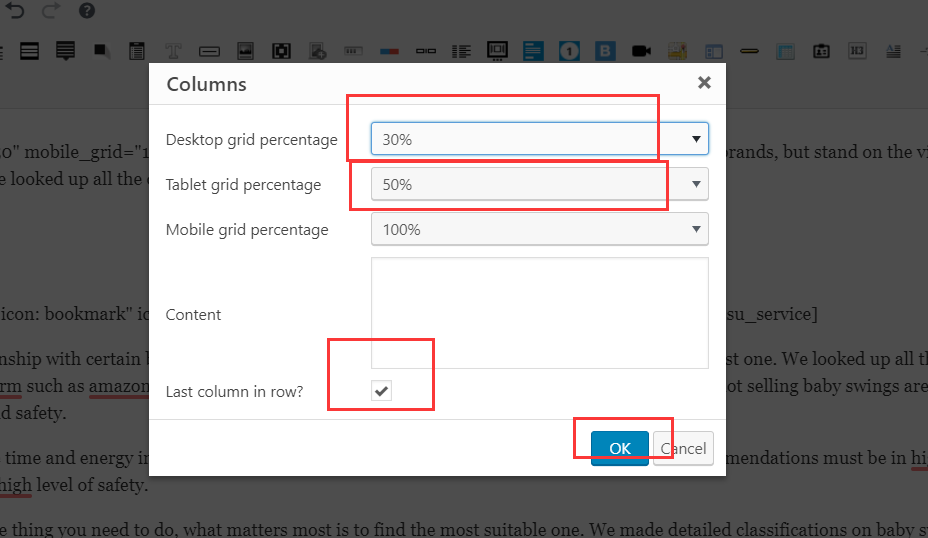 Columns
Desktop grid percentage 30%
20" mobile_grid="1 brands, but stand on the vi
e looked up all the
Tablet grid percentage 50%
Mobile grid percentage 100%
Content
icon: bookmark" ic su_service]
nship with certain st one. We looked up all th
rm such as amazon ot selling baby swings are
Last column in row?
d safety.
OK Cancel
time and energy in mendations must be in hi
high level of safety.
e thing you need to do, what matters most is to find the most suitable one. We made detailed classifications on baby s